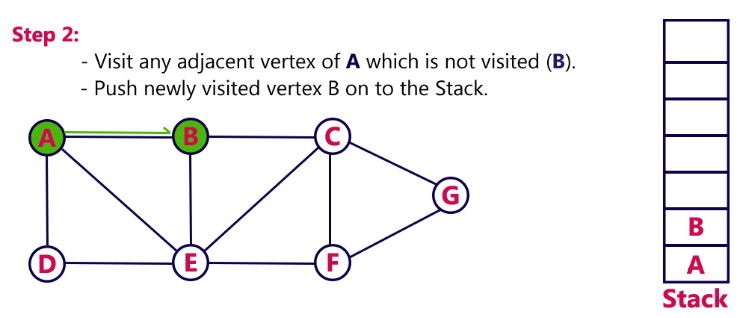 Step 2:
- Visit any adjacent vertex of A which is not visited (B).
- Push newly visited vertex B on to the Stack.
A
B
C
G
D
E
F
B
A
Stack